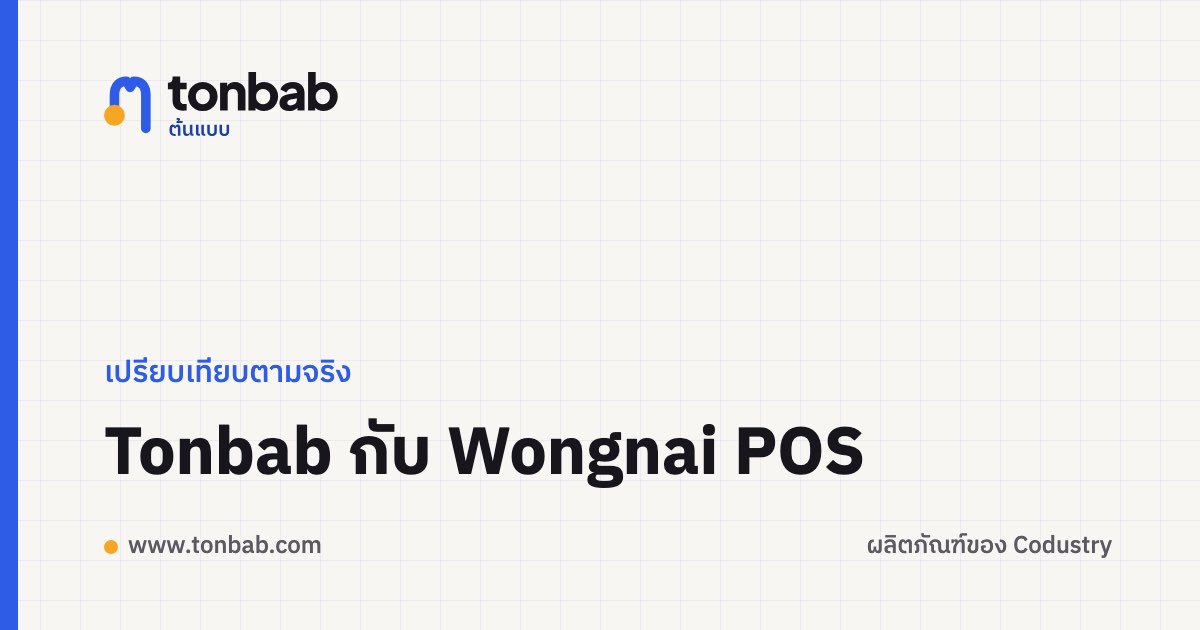 tonbab
ต้นแบบ
เปรียบเทียบตามจริง
Tonbab กับ Wongnai POS
www.tonbab.com
ผลิตภัณฑ์ของ Codustry